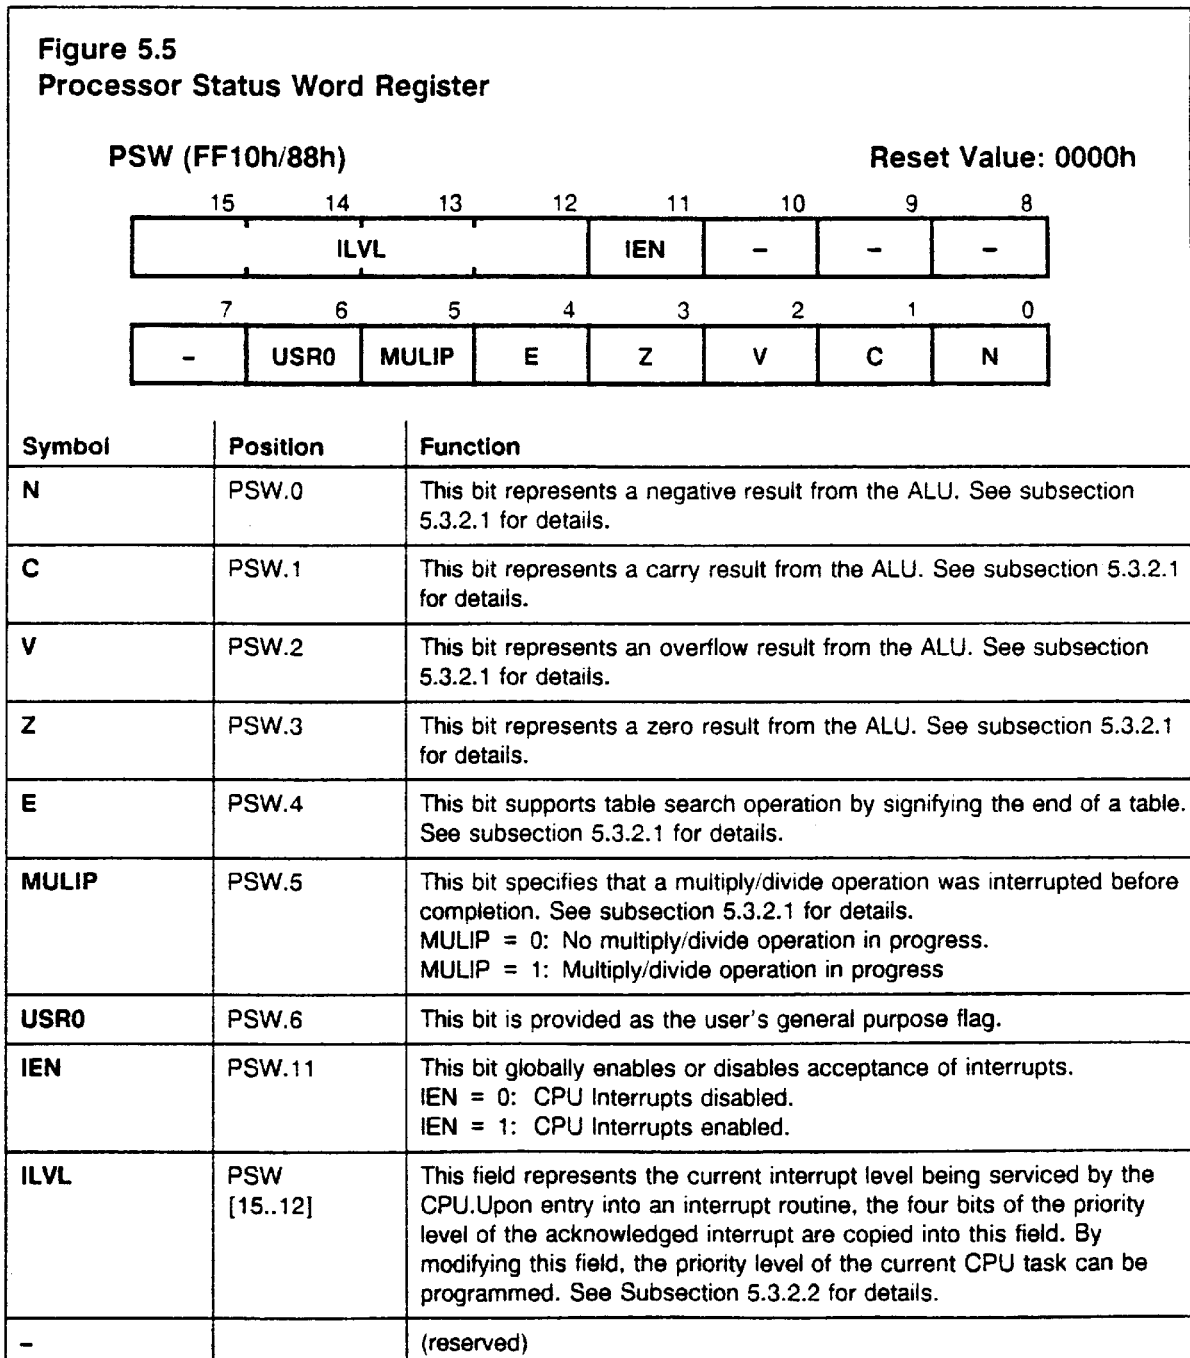 Figure 5.5
Processor Status Word Register
PSW (FF10h/88h) Reset Value: 0000h
15 14 13 12 11 10 9 8
ILVL IEN – – –
7 6 5 4 3 2 1 0
– USR0 MULIP E Z V C N
Symbol Position Function
N PSW.0 This bit represents a negative result from the ALU. See subsection
5.3.2.1 for details.
C PSW.1 This bit represents a carry result from the ALU. See subsection 5.3.2.1
for details.
V PSW.2 This bit represents an overflow result from the ALU. See subsection
5.3.2.1 for details.
Z PSW.3 This bit represents a zero result from the ALU. See subsection 5.3.2.1
for details.
E PSW.4 This bit supports table search operation by signifying the end of a table.
See subsection 5.3.2.1 for details.
MULIP PSW.5 This bit specifies that a multiply/divide operation was interrupted before
completion. See subsection 5.3.2.1 for details.
MULIP = 0: No multiply/divide operation in progress.
MULIP = 1: Multiply/divide operation in progress
USR0 PSW.6 This bit is provided as the user's general purpose flag.
IEN PSW.11 This bit globally enables or disables acceptance of interrupts.
IEN = 0: CPU Interrupts disabled.
IEN = 1: CPU Interrupts enabled.
ILVL PSW This field represents the current interrupt level being serviced by the
[15..12] CPU.Upon entry into an interrupt routine, the four bits of the priority
level of the acknowledged interrupt are copied into this field. By
modifying this field, the priority level of the current CPU task can be
programmed. See Subsection 5.3.2.2 for details.
– (reserved)